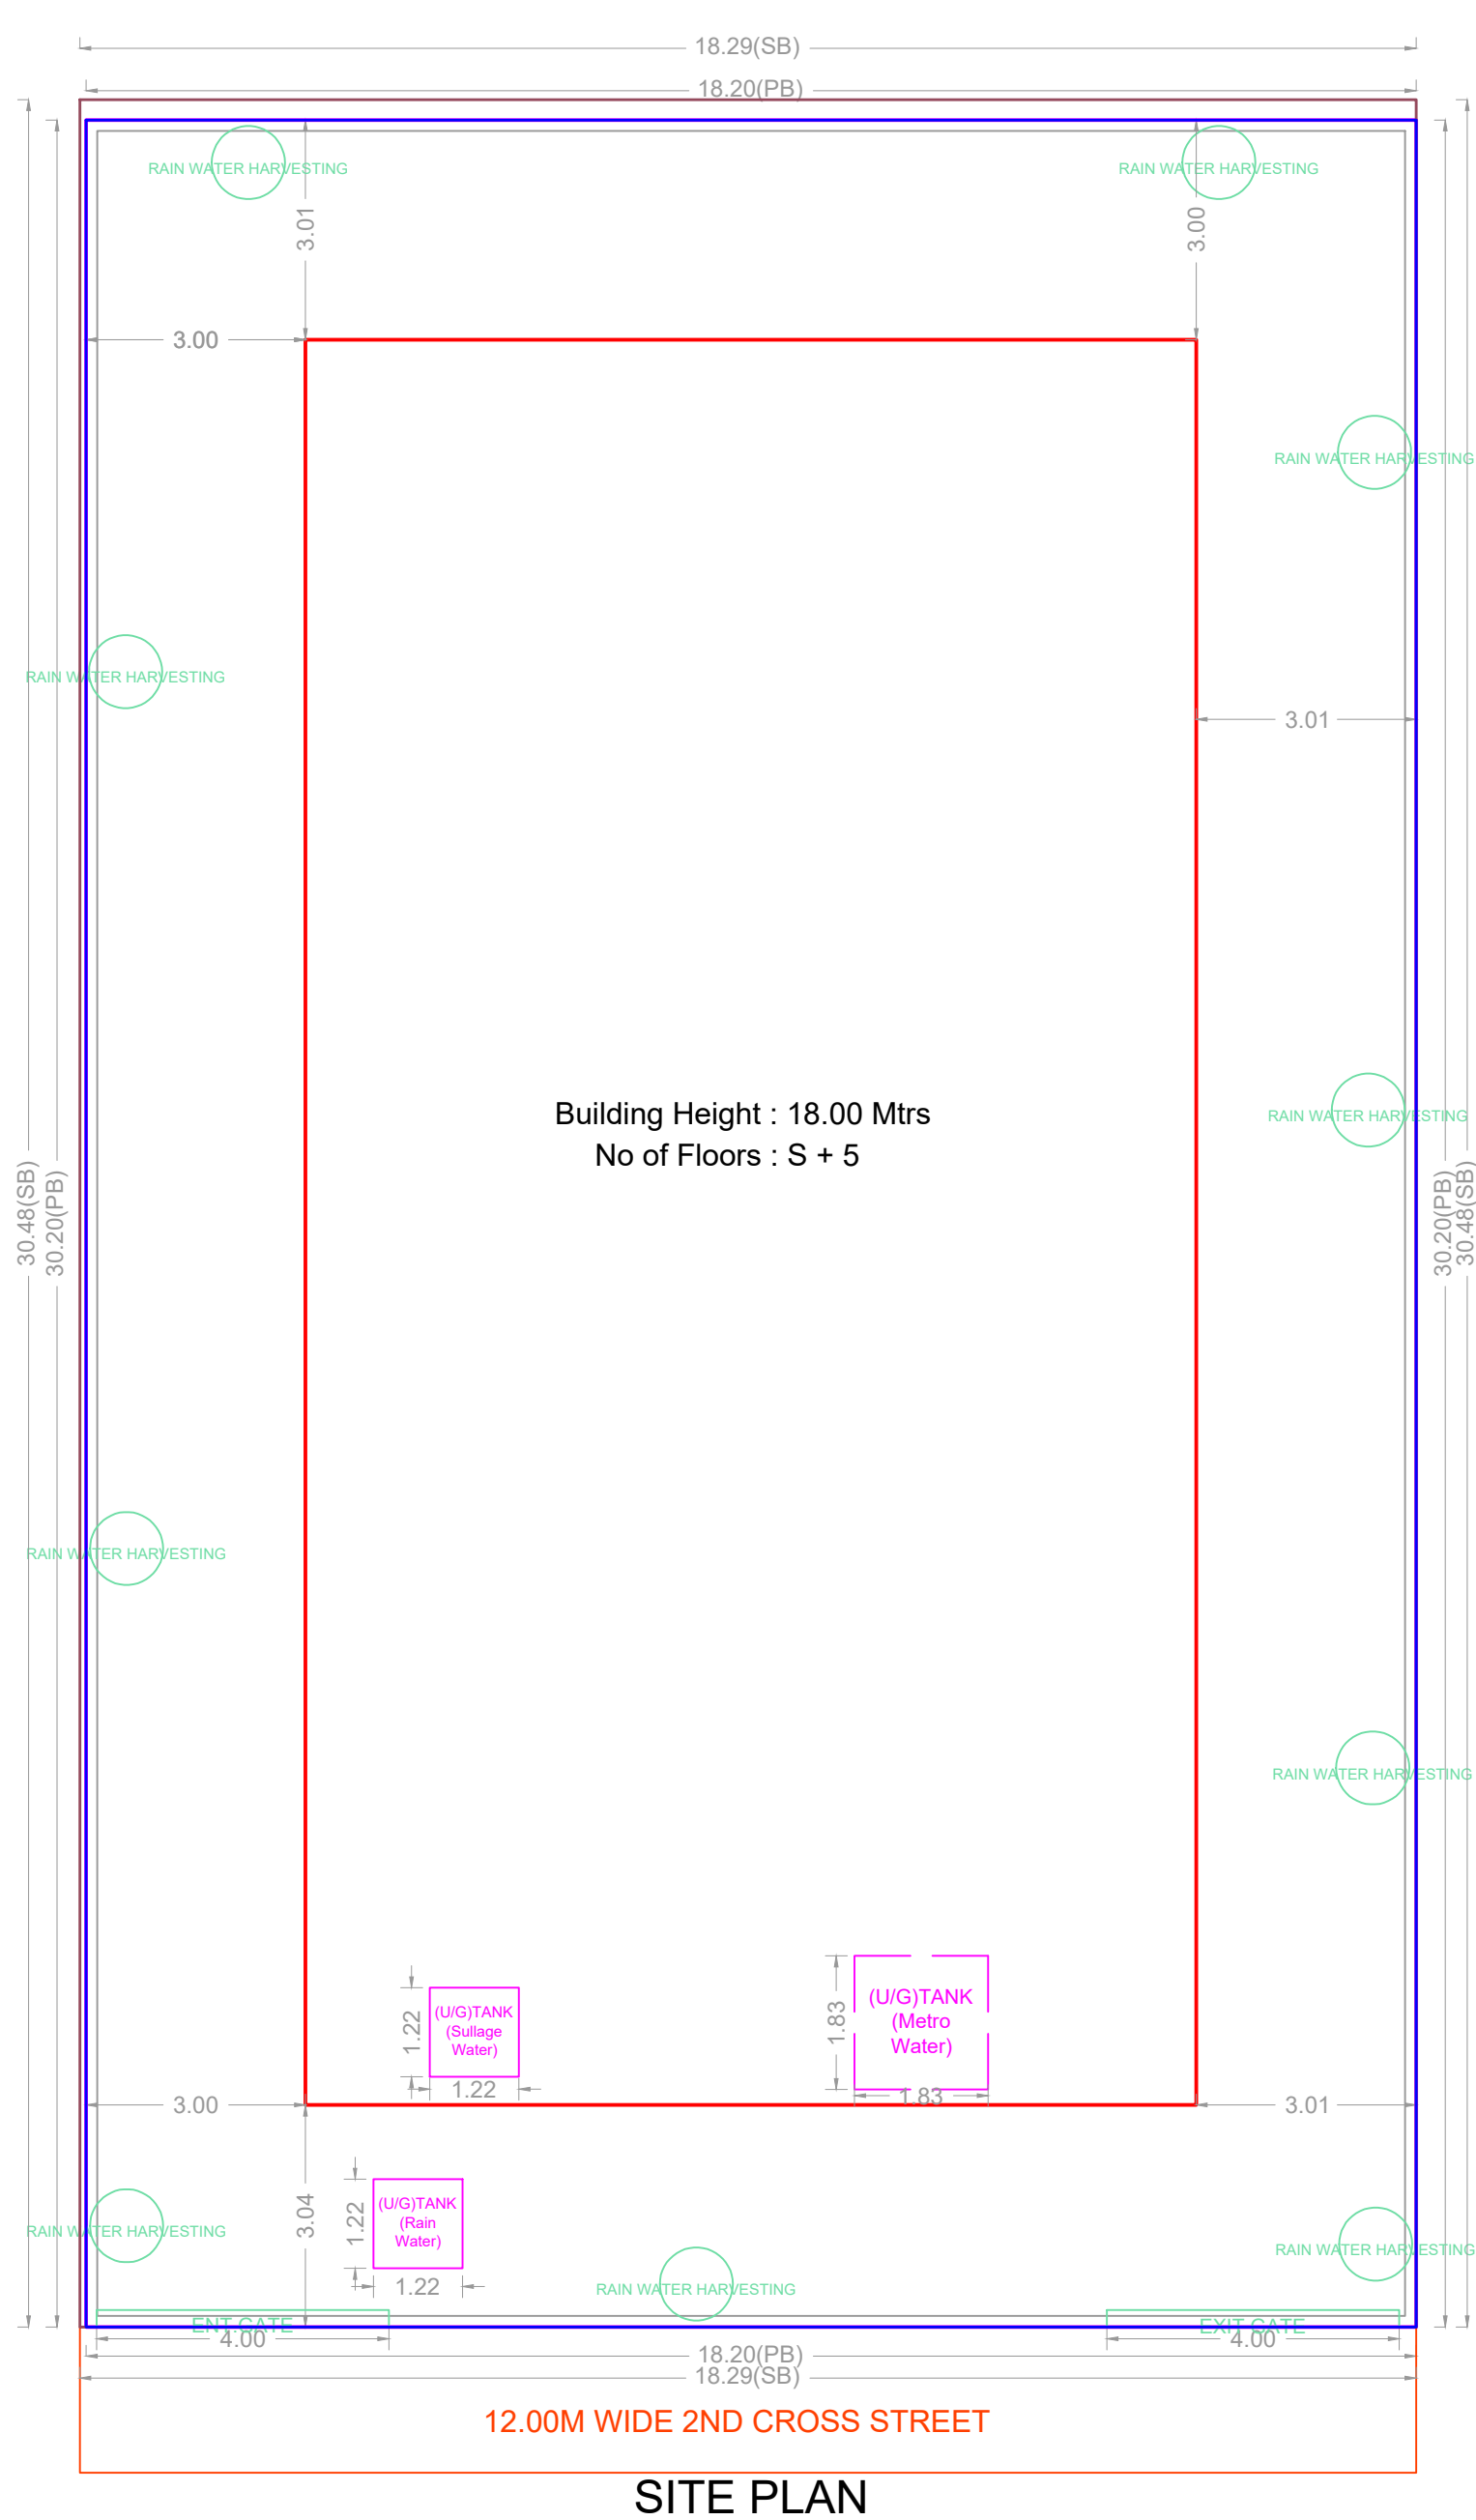 18.29(SB)
18.20(PB)
RAIN WATER HARVESTING
RAIN WATER HARVESTING
3.01
3.00
3.00
RAIN WATER HARVESTING
RAIN WATER HARVESTING
3.01
Building Height : 18.00 Mtrs
No of Floors : S + 5
RAIN WATER HARVESTING
30.48(SB)
30.20(PB)
30.20(PB)
30.48(SB)
RAIN WATER HARVESTING
RAIN WATER HARVESTING
1.22
(U/G)TANK
(Sullage
Water)
1.22
1.83
(U/G)TANK
(Metro
Water)
1.83
3.00
3.01
3.04
1.22
(U/G)TANK
(Rain
Water)
1.22
RAIN WATER HARVESTING
RAIN WATER HARVESTING
RAIN WATER HARVESTING
ENT.GATE
4.00
EXIT GATE
4.00
18.20(PB)
18.29(SB)
12.00M WIDE 2ND CROSS STREET
SITE PLAN